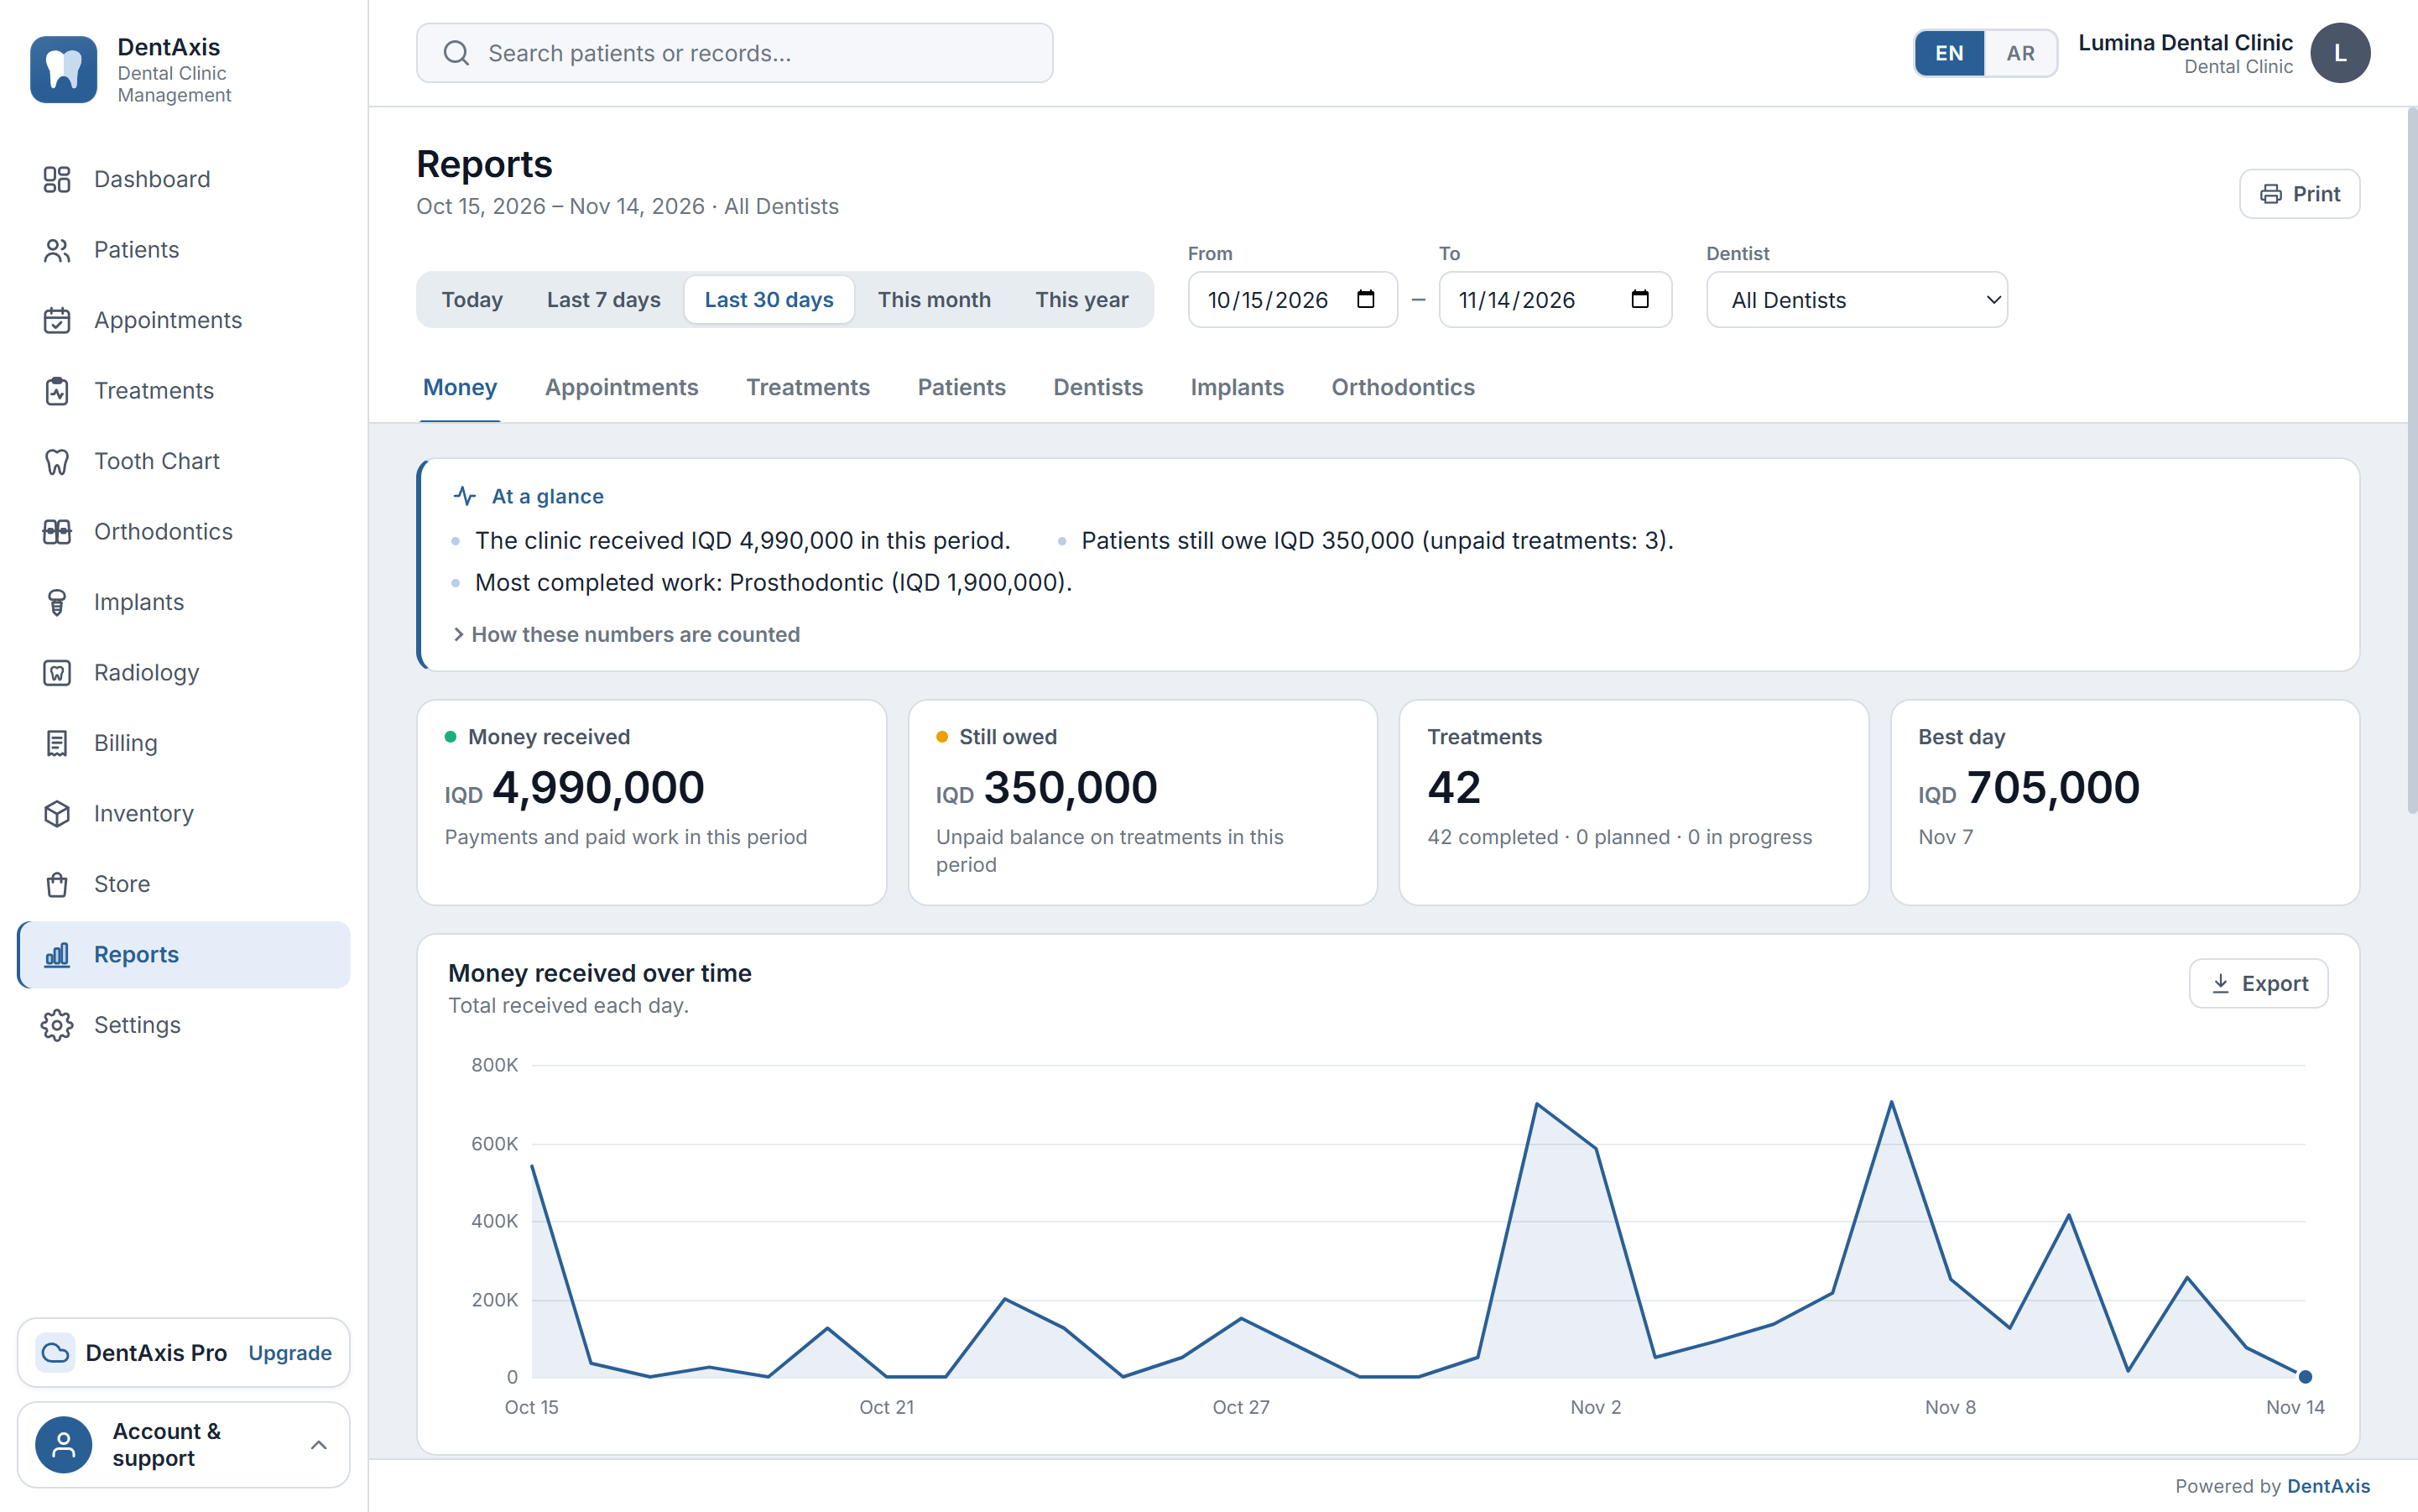 DentAxis
Dental Clinic
Management
Dashboard
Patients
Appointments
Treatments
Tooth Chart
Orthodontics
Implants
Radiology
Billing
Inventory
Store
Reports
Settings
DentAxis Pro Upgrade
Account &
support
Search patients or records...
EN AR
Lumina Dental Clinic
Dental Clinic
L
Reports
Oct 15, 2026 – Nov 14, 2026 · All Dentists
Print
Today Last 7 days Last 30 days This month This year
From
10/15/2026
–
To
11/14/2026
Dentist
All Dentists
Money Appointments Treatments Patients Dentists Implants Orthodontics
At a glance
The clinic received IQD 4,990,000 in this period.
Patients still owe IQD 350,000 (unpaid treatments: 3).
Most completed work: Prosthodontic (IQD 1,900,000).
How these numbers are counted
Money received
IQD 4,990,000
Payments and paid work in this period
Still owed
IQD 350,000
Unpaid balance on treatments in this
period
Treatments
42
42 completed · 0 planned · 0 in progress
Best day
IQD 705,000
Nov 7
Money received over time
Total received each day.
Export
800K
600K
400K
200K
0
Oct 15 Oct 21 Oct 27 Nov 2 Nov 8 Nov 14
Powered by DentAxis